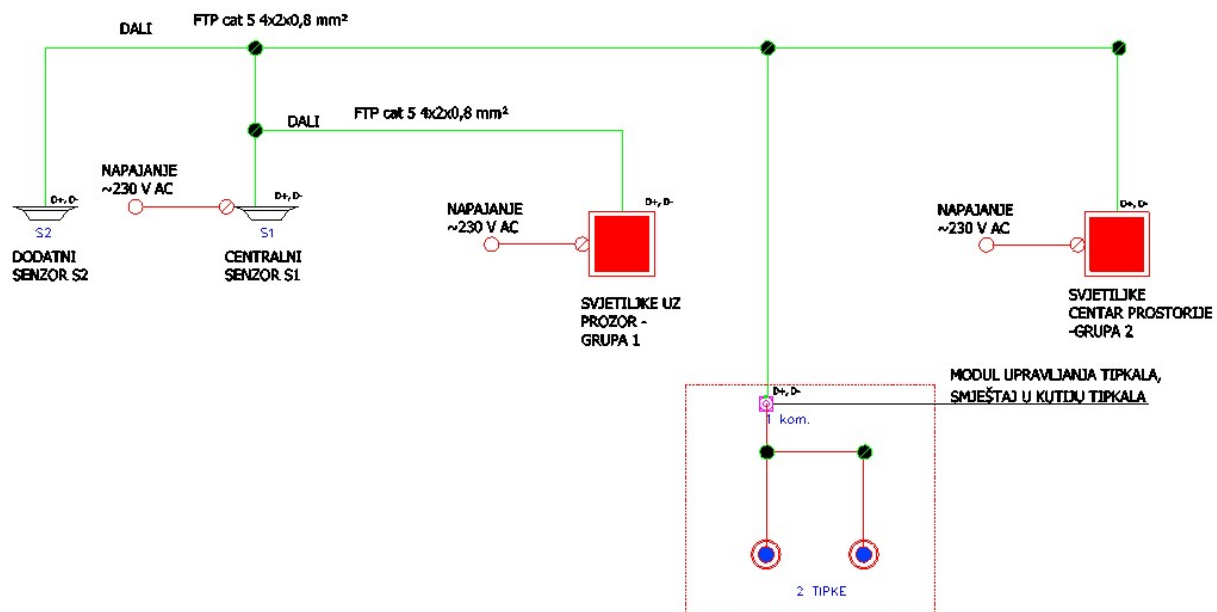 DALI
FTP cat 5 4x2x0,8 mm²
DALI
FTP cat 5 4x2x0,8 mm²
NAPAJANJE
~230 V AC
D+, D-
S2
DODATNI
SENZOR S2
D+, D-
S1
CENTRALNI
SENZOR S1
NAPAJANJE
~230 V AC
D+, D-
SVJETILJKE UZ
PROZOR -
GRUPA 1
NAPAJANJE
~230 V AC
D+, D-
SVJETILJKE
CENTAR PROSTORIJE
-GRUPA 2
MODUL UPRAVLJANJA TIPKALA,
SMJEŠTAJ U KUTIJU TIPKALA
D+, D-
1 kom.
2 TIPKE